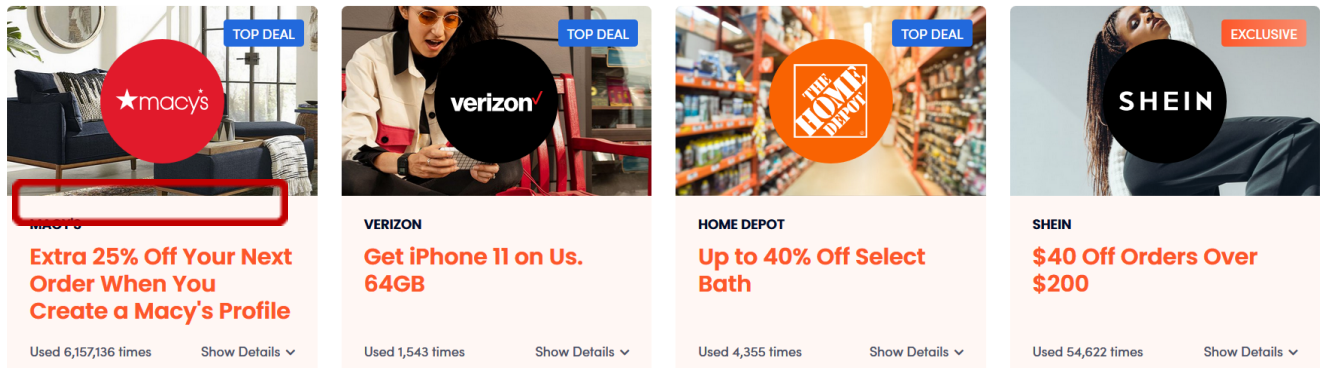 TOP DEAL
macy's
MACY'S
Extra 25% Off Your Next
Order When You
Create a Macy's Profile
Used 6,157,136 times
Show Details
TOP DEAL
verizon
VERIZON
Get iPhone 11 on Us.
64GB
Used 1,543 times
Show Details
TOP DEAL
THE
HOME
DEPOT
HOME DEPOT
Up to 40% Off Select
Bath
Used 4,355 times
Show Details
EXCLUSIVE
SHEIN
SHEIN
$40 Off Orders Over
$200
Used 54,622 times
Show Details